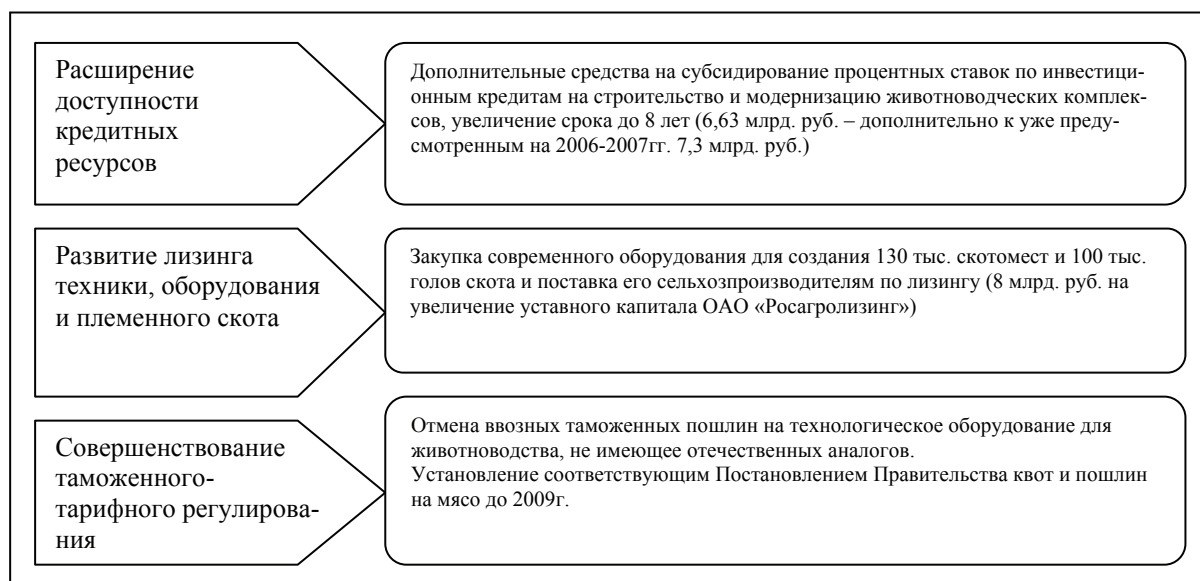 Расширение
доступности
кредитных
ресурсов
Дополнительные средства на субсидирование процентных ставок по инвестици-
онным кредитам на строительство и модернизацию животноводческих комплек-
сов, увеличение срока до 8 лет (6,63 млрд. руб. – дополнительно к уже преду-
смотренным на 2006-2007гг. 7,3 млрд. руб.)
Развитие лизинга
техники, оборудования
и племенного скота
Закупка современного оборудования для создания 130 тыс. скотомест и 100 тыс.
голов скота и поставка его сельхозпроизводителям по лизингу (8 млрд. руб. на
увеличение уставного капитала ОАО «Росагролизинг»)
Совершенствование
таможенного-
тарифного регулирова-
ния
Отмена ввозных таможенных пошлин на технологическое оборудование для
животноводства, не имеющее отечественных аналогов.
Установление соответствующим Постановлением Правительства квот и пошлин
на мясо до 2009г.